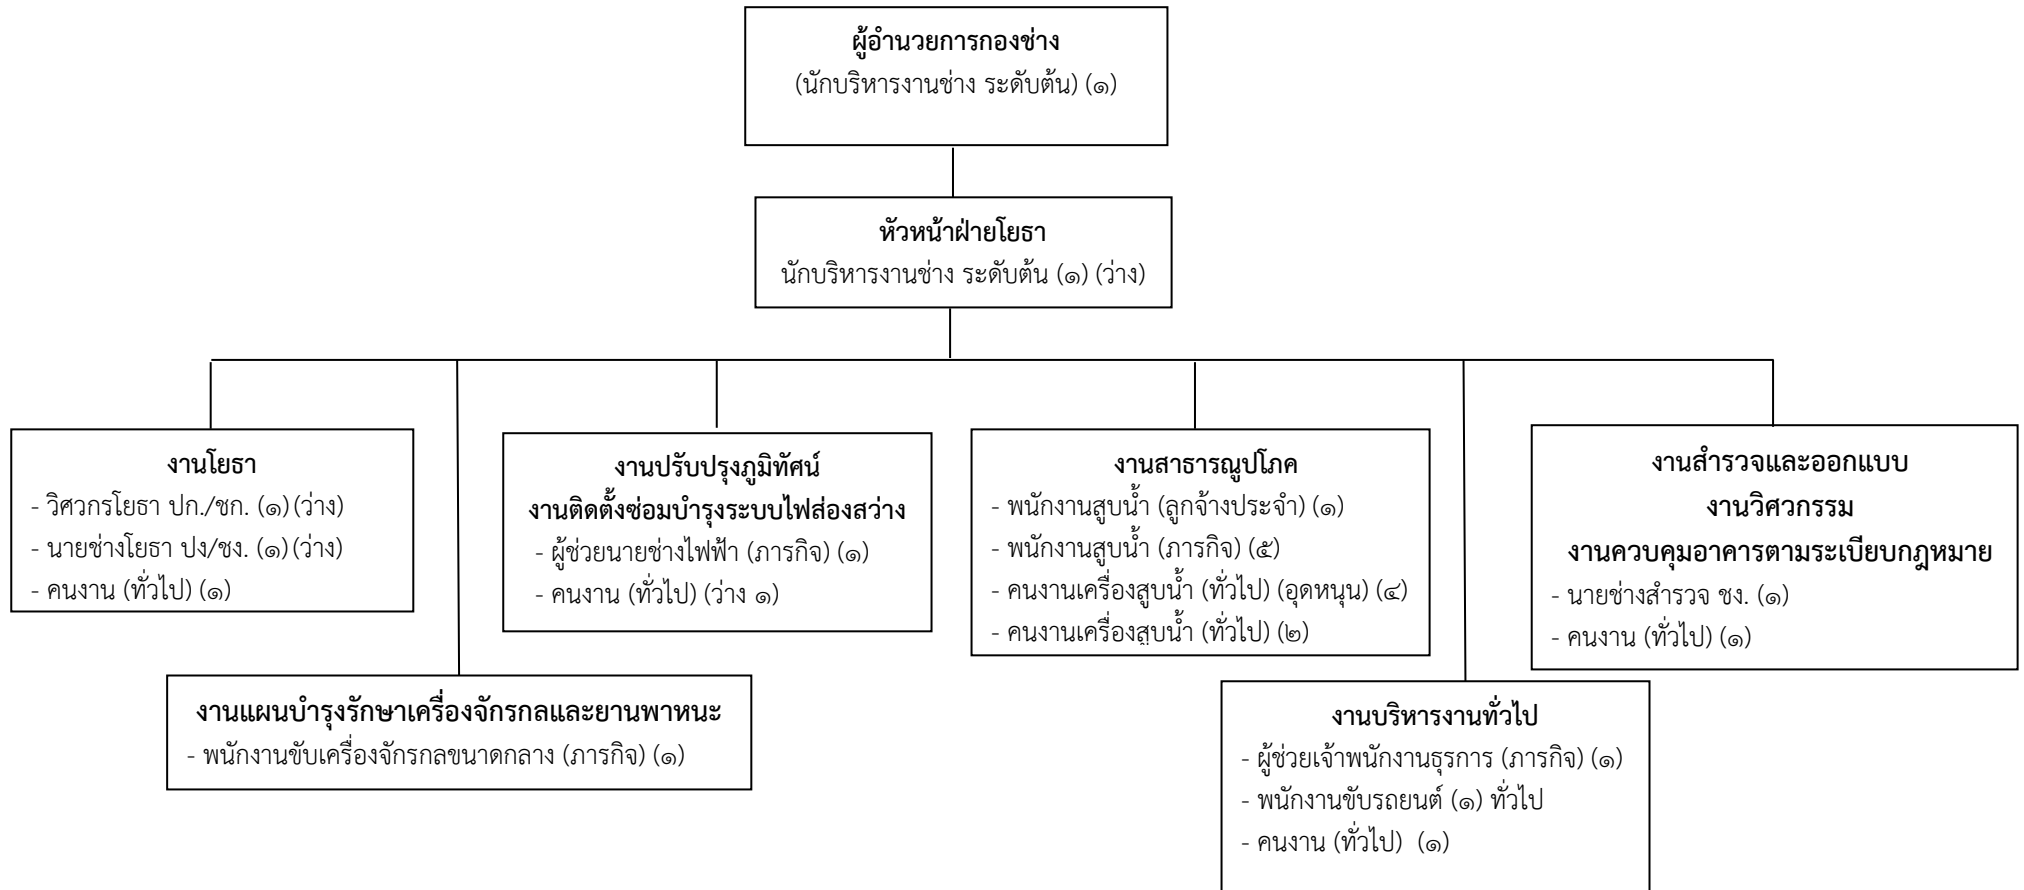 ผู้อำนวยการกองช่าง
(นักบริหารงานช่าง ระดับต้น) (๑)
หัวหน้าฝ่ายโยธา
นักบริหารงานช่าง ระดับต้น (๑) (ว่าง)
งานโยธา
- วิศวกรโยธา ปก./ชก. (๑) (ว่าง)
- นายช่างโยธา ปง/ชง. (๑) (ว่าง)
- คนงาน (ทั่วไป) (๑)
งานปรับปรุงภูมิทัศน์
งานติดตั้งซ่อมบำรุงระบบไฟส่องสว่าง
- ผู้ช่วยนายช่างไฟฟ้า (ภารกิจ) (๑)
- คนงาน (ทั่วไป) (ว่าง ๑)
งานสาธารณูปโภค
- พนักงานสูบน้ำ (ลูกจ้างประจำ) (๑)
- พนักงานสูบน้ำ (ภารกิจ) (๕)
- คนงานเครื่องสูบน้ำ (ทั่วไป) (อุดหนุน) (๔)
- คนงานเครื่องสูบน้ำ (ทั่วไป) (๒)
งานสำรวจและออกแบบ
งานวิศวกรรม
งานควบคุมอาคารตามระเบียบกฎหมาย
- นายช่างสำรวจ ชง. (๑)
- คนงาน (ทั่วไป) (๑)
งานแผนบำรุงรักษาเครื่องจักรกลและยานพาหนะ
- พนักงานขับเครื่องจักรกลขนาดกลาง (ภารกิจ) (๑)
งานบริหารงานทั่วไป
- ผู้ช่วยเจ้าพนักงานธุรการ (ภารกิจ) (๑)
- พนักงานขับรถยนต์ (๑) ทั่วไป
- คนงาน (ทั่วไป) (๑)